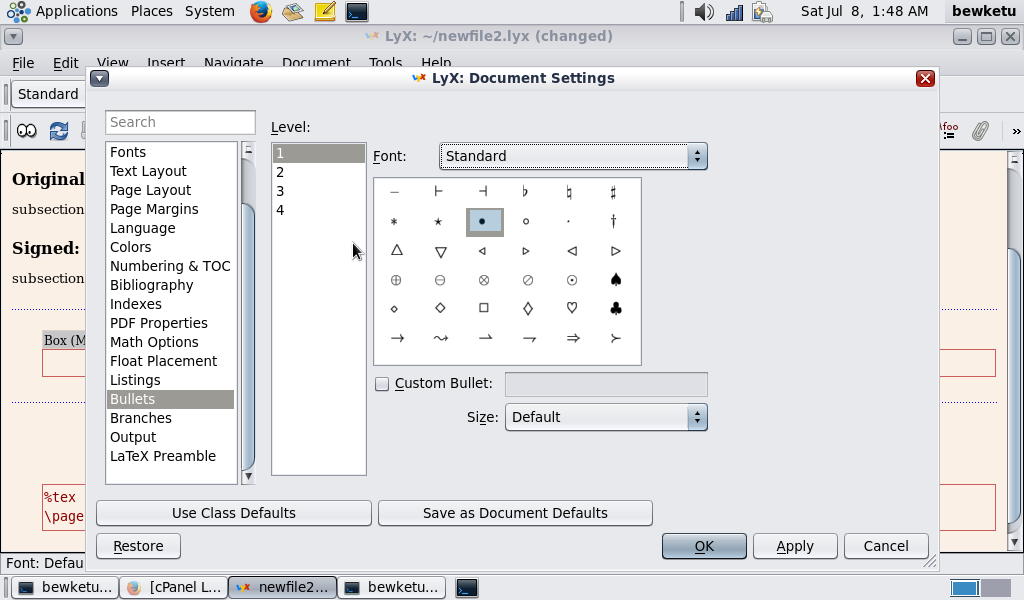 Applications Places System Sat Jul 8, 1:48 AM bewketu
LyX: ~/newfile2.lyx (changed)
File Edit View Insert Navigate Document Tools Help
LyX: Document Settings
Standard
Search
Level:
Fonts
Text Layout
Page Layout
Page Margins
Language
Colors
Numbering & TOC
Bibliography
Indexes
PDF Properties
Math Options
Float Placement
Listings
Bullets
Branches
Output
LaTeX Preamble
1
2
3
4
Font: Standard
Custom Bullet:
Size: Default
Use Class Defaults Save as Document Defaults
Restore OK Apply Cancel
Original
subsection
Signed:
subsection
Box (M
%tex
\page
\foo
»
Font: Defau
bewketu... [cPanel L... newfile2... bewketu...